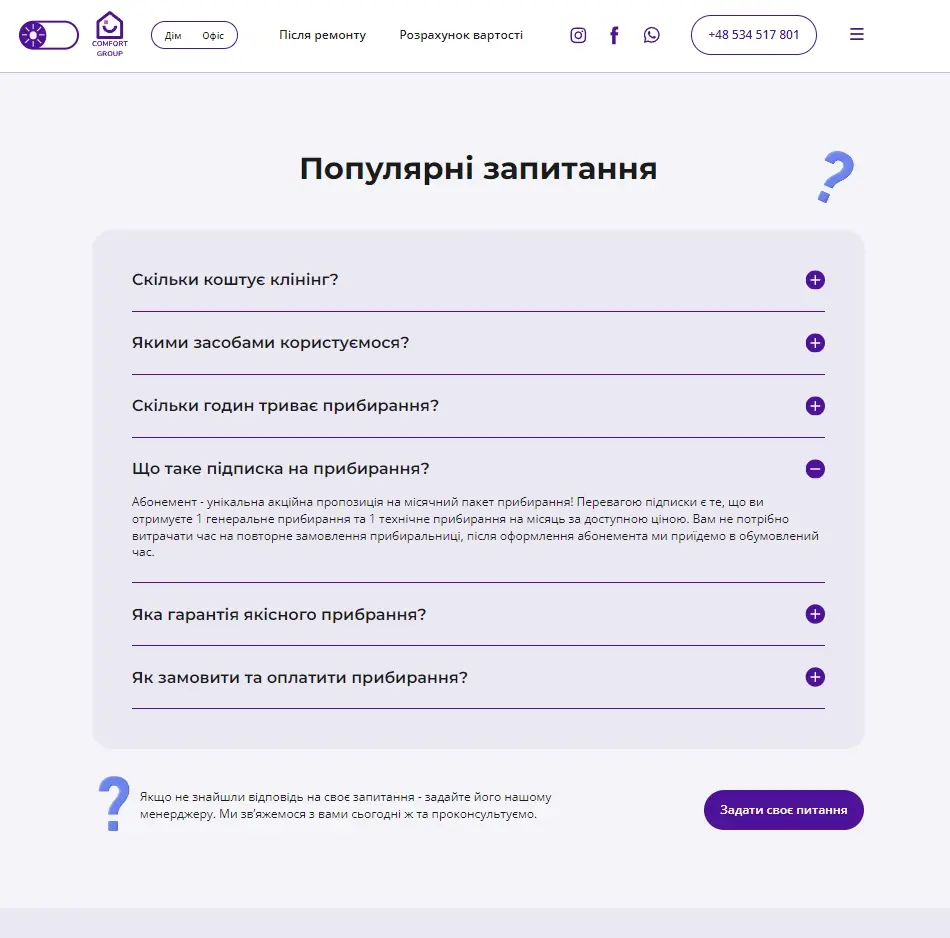 COMFORT
GROUP
Дім Офіс
Після ремонту
Розрахунок вартості
+48 534 517 801
Популярні запитання
?
Скільки коштує клінінг?
Якими засобами користуємося?
Скільки годин триває прибирання?
Що таке підписка на прибирання?
Абонемент - унікальна акційна пропозиція на місячний пакет прибирання! Перевагою підписки є те, що ви
отримуєте 1 генеральне прибирання та 1 технічне прибирання на місяць за доступною ціною. Вам не потрібно
витрачати час на повторне замовлення прибиральниці, після оформлення абонемента ми приїдемо в обумовлений
час.
Яка гарантія якісного прибрання?
Як замовити та оплатити прибирання?
?
Якщо не знайшли відповідь на своє запитання - задайте його нашому
менеджеру. Ми зв’яжемося з вами сьогодні ж та проконсультуємо.
Задати своє питання